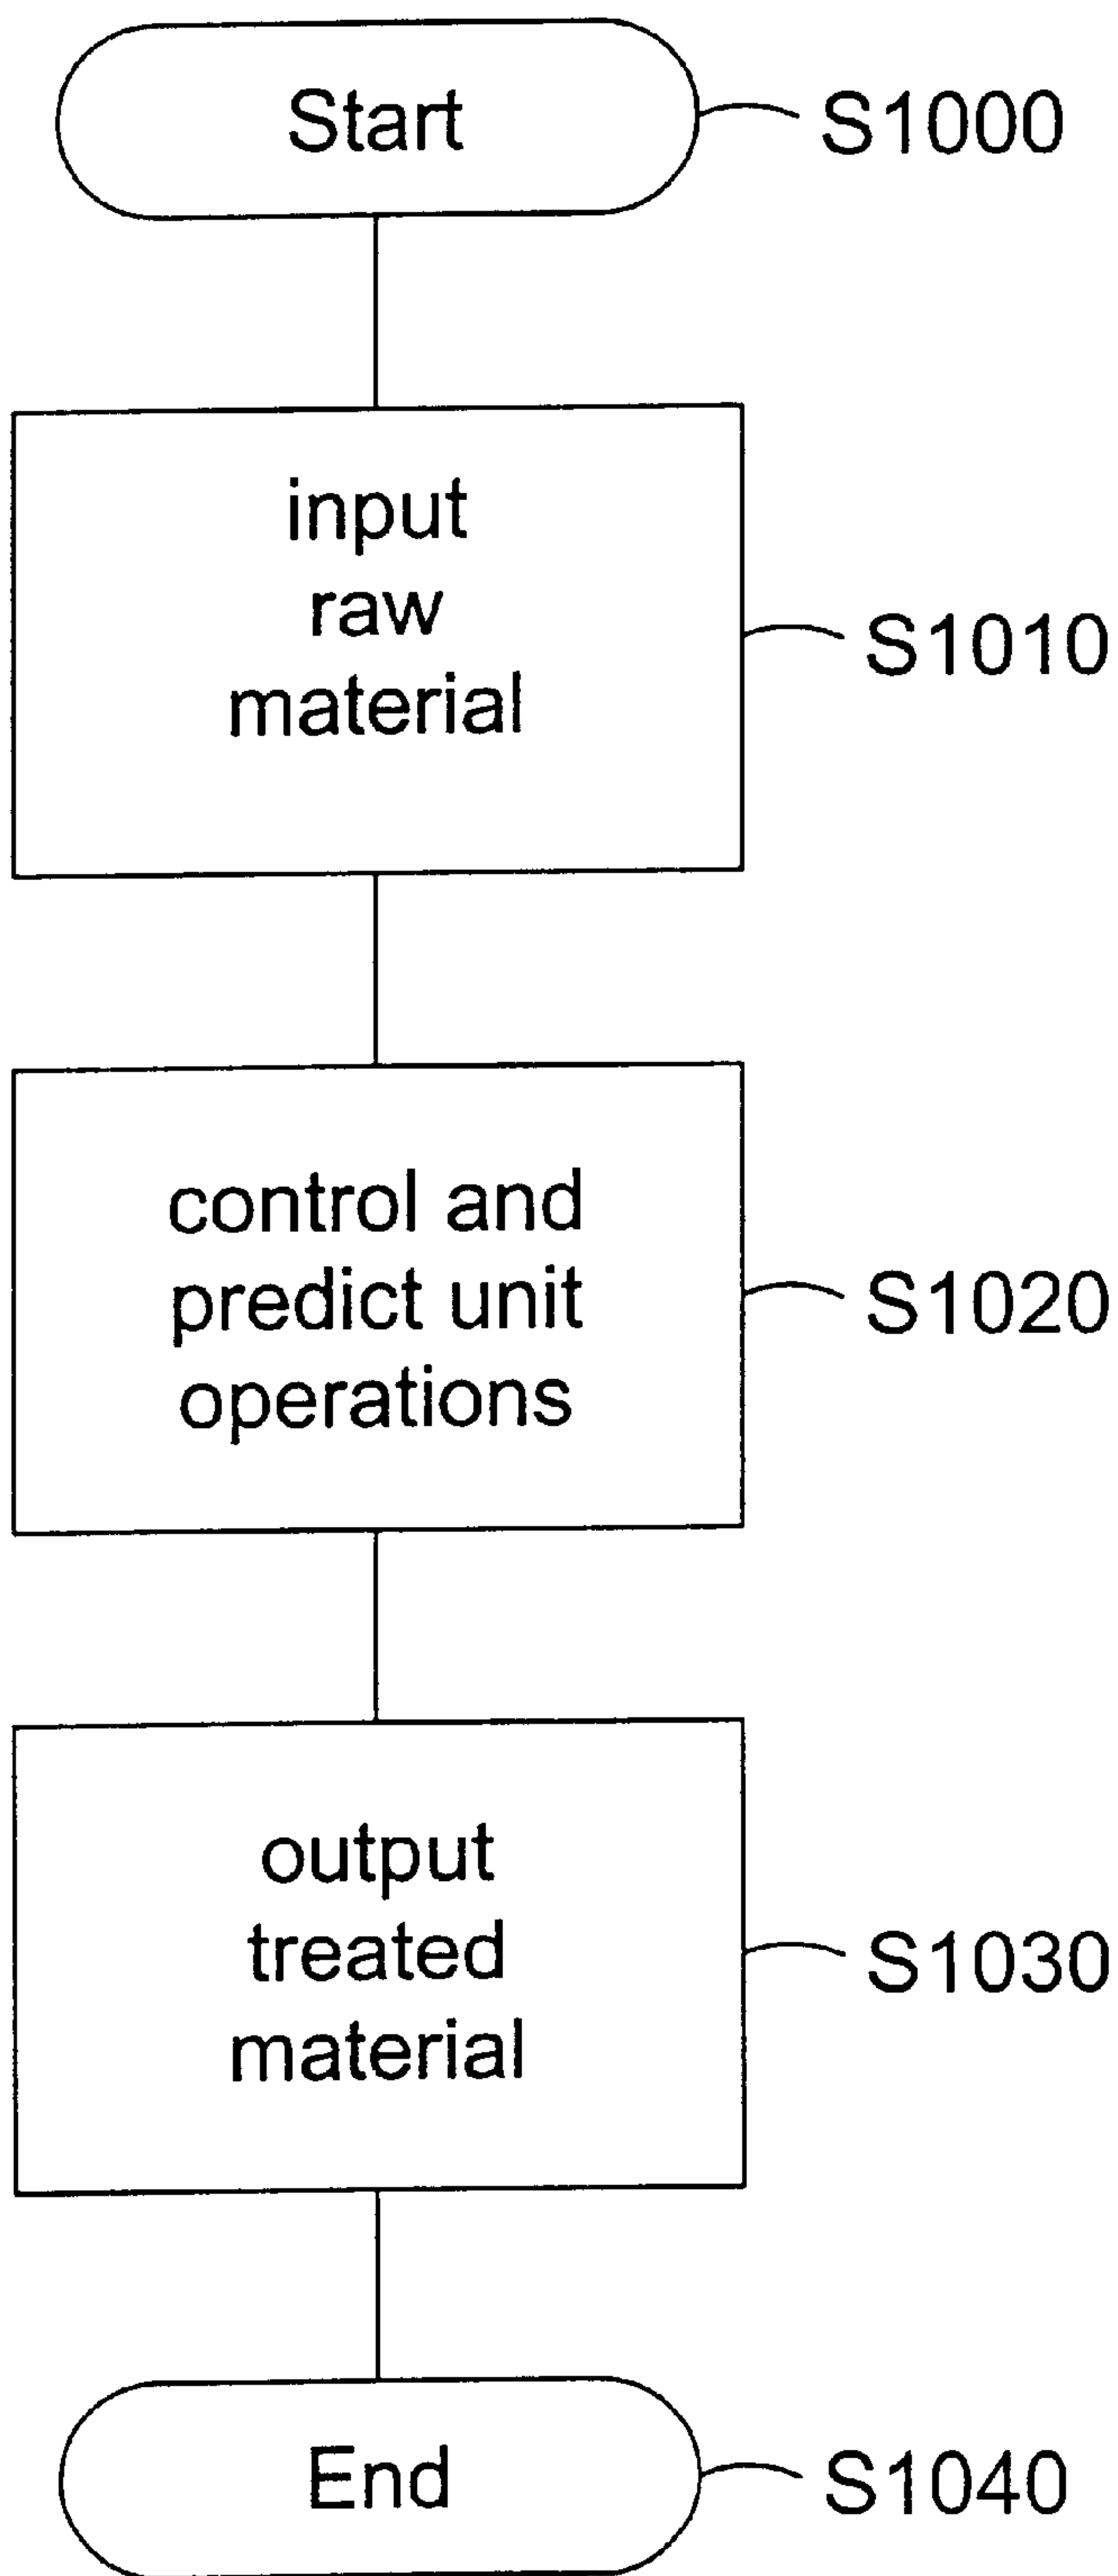 Start
S1000
input
raw
material
S1010
control and
predict unit
operations
S1020
output
treated
material
S1030
End
S1040